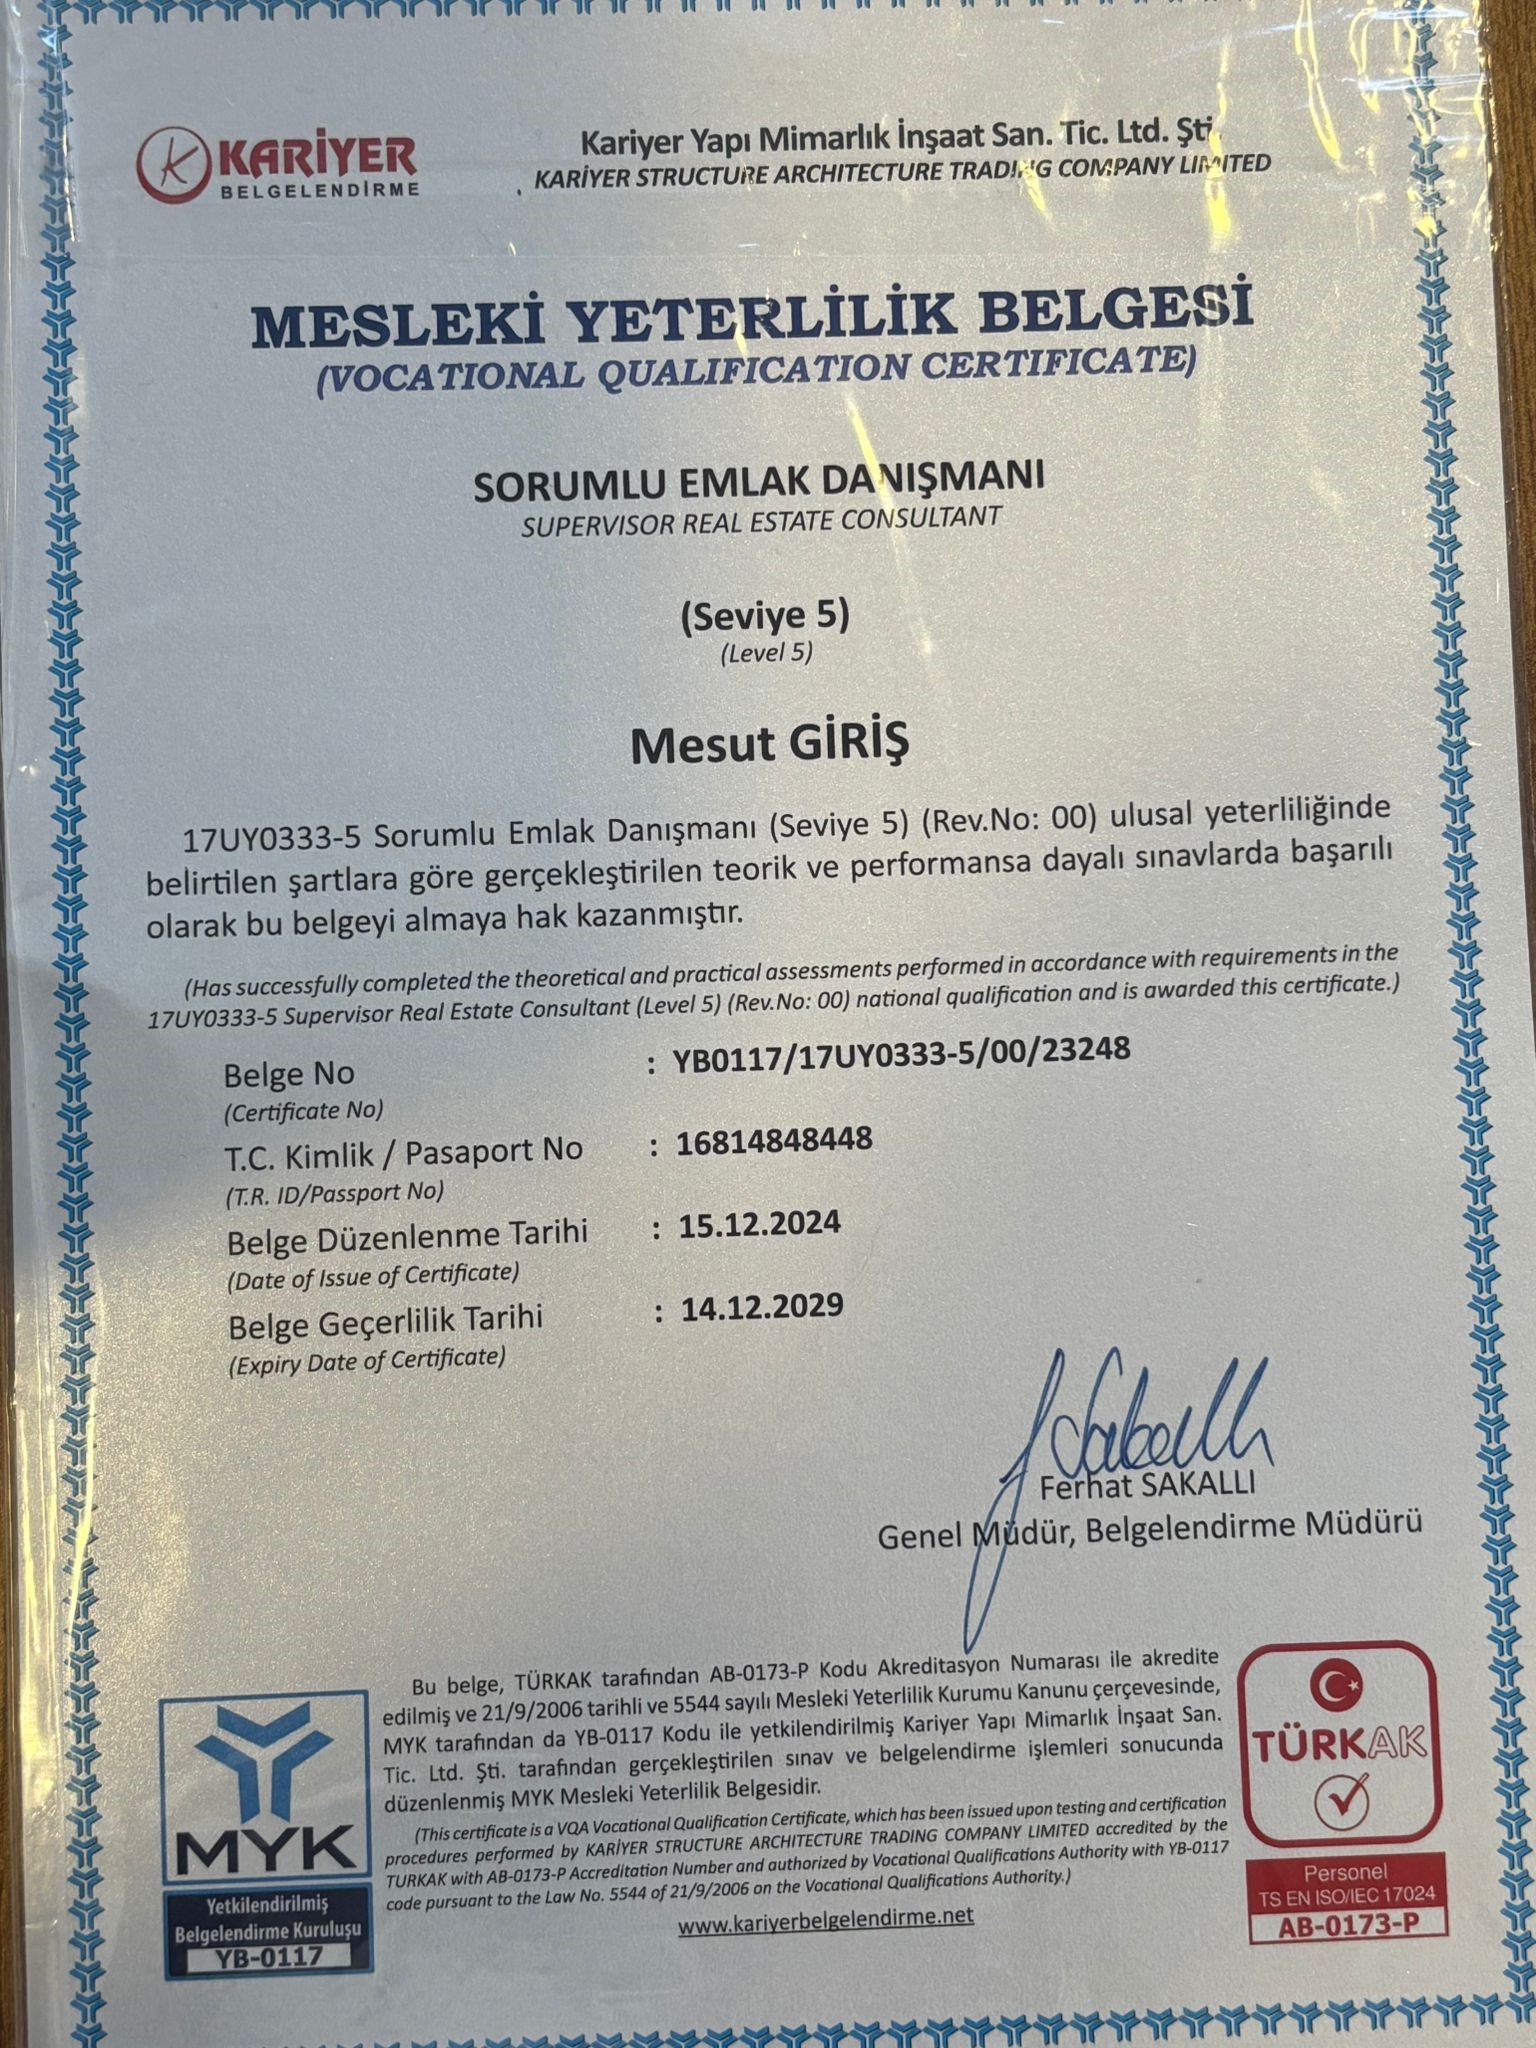 KARİYER
BELGELENDİRME
Kariyer Yapı Mimarlık İnşaat San. Tic. Ltd. Şti.
KARİYER STRUCTURE ARCHITECTURE TRADING COMPANY LIMITED
MESLEKİ YETERLİLİK BELGESİ
(VOCATIONAL QUALIFICATION CERTIFICATE)
SORUMLU EMLAK DANIŞMANI
SUPERVISOR REAL ESTATE CONSULTANT
(Seviye 5)
(Level 5)
Mesut GİRİŞ
17UY0333-5 Sorumlu Emlak Danışmanı (Seviye 5) (Rev.No: 00) ulusal yeterliliğinde
belirtilen şartlara göre gerçekleştirilen teorik ve performansa dayalı sınavlarda başarılı
olarak bu belgeyi almaya hak kazanmıştır.
(Has successfully completed the theoretical and practical assessments performed in accordance with requirements in the
17UY0333-5 Supervisor Real Estate Consultant (Level 5) (Rev.No: 00) national qualification and is awarded this certificate.)
Belge No : YB0117/17UY0333-5/00/23248
(Certificate No)
T.C. Kimlik / Pasaport No : 16814848448
(T.R. ID/Passport No)
Belge Düzenlenme Tarihi : 15.12.2024
(Date of Issue of Certificate)
Belge Geçerlilik Tarihi : 14.12.2029
(Expiry Date of Certificate)
Ferhat SAKALLI
Genel Müdür, Belgelendirme Müdürü
Bu belge, TÜRKAK tarafından AB-0173-P Kodu Akreditasyon Numarası ile akredite
edilmiş ve 21/9/2006 tarihli ve 5544 sayılı Mesleki Yeterlilik Kurumu Kanunu çerçevesinde,
MYK tarafından da YB-0117 Kodu ile yetkilendirilmiş Kariyer Yapı Mimarlık İnşaat San.
Tic. Ltd. Şti. tarafından gerçekleştirilen sınav ve belgelendirme işlemleri sonucunda
düzenlenmiş MYK Mesleki Yeterlilik Belgesidir.
(This certificate is a VQA Vocational Qualification Certificate, which has been issued upon testing and certification
procedures performed by KARİYER STRUCTURE ARCHITECTURE TRADING COMPANY LIMITED accredited by the
TURKAK with AB-0173-P Accreditation Number and authorized by Vocational Qualifications Authority with YB-0117
code pursuant to the Law No. 5544 of 21/9/2006 on the Vocational Qualifications Authority.)
www.kariyerbelgelendirme.net
MYK
Yetkilendirilmiş
Belgelendirme Kuruluşu
YB-0117
TÜRKAK
Personel
TS EN ISO/IEC 17024
AB-0173-P